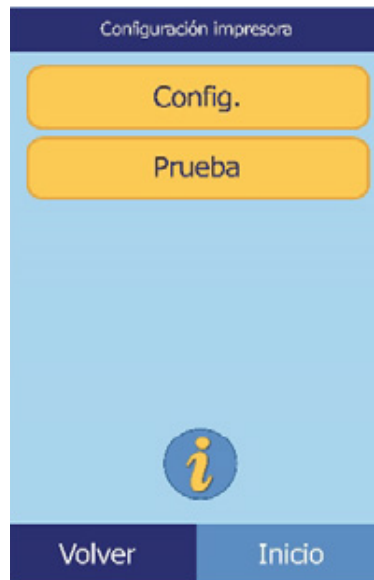 Configuración impresora
Config.
Prueba
i
Volver
Inicio